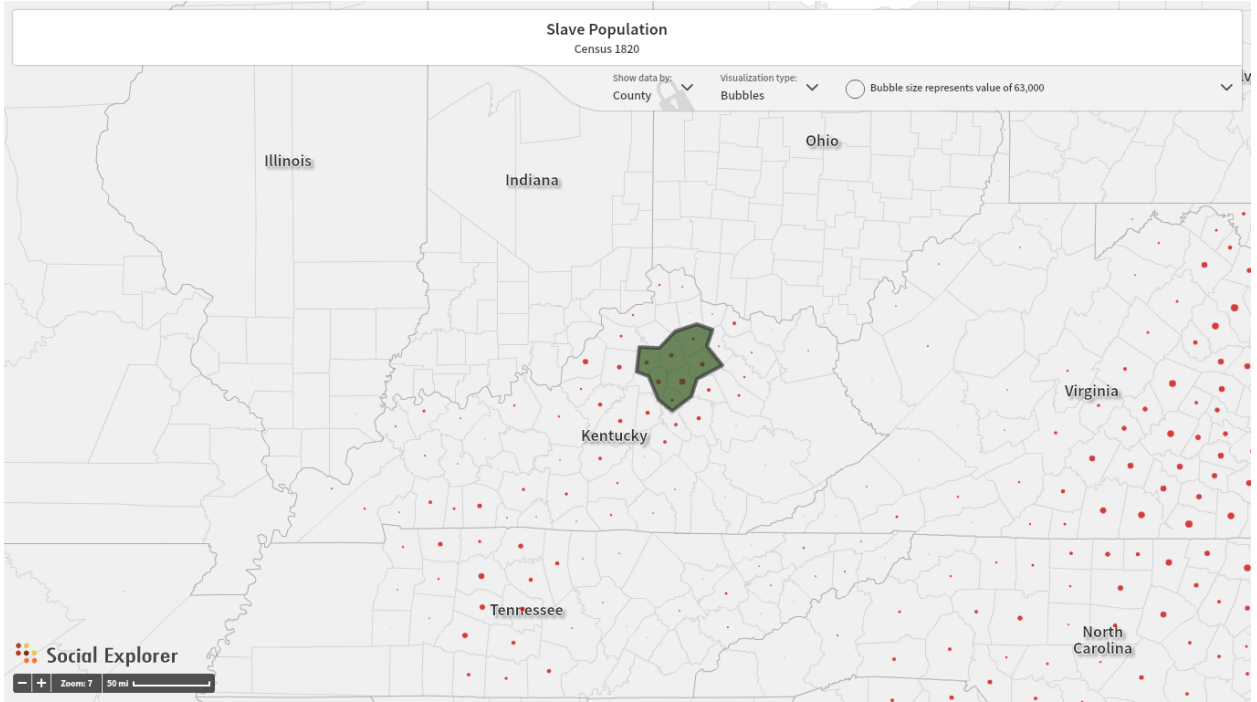 Slave Population
Census 1820
Show data by:
County
Visualization type:
Bubbles
Bubble size represents value of 63,000
Ohio
Illinois
Indiana
Virginia
Kentucky
Tennessee
North
Carolina
Social Explorer
Zoom: 7
50 mi